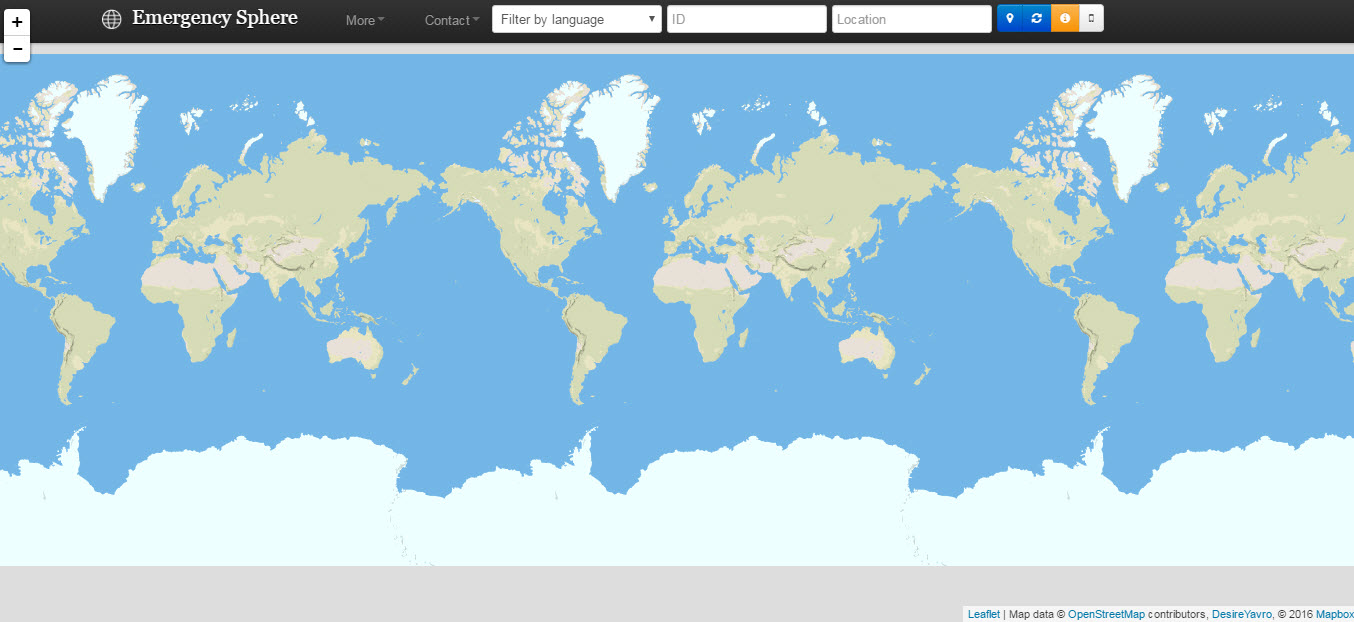 + Emergency Sphere More Contact Filter by language ID Location
−
Leaflet | Map data © OpenStreetMap contributors, DesireYavro, © 2016 Mapbox